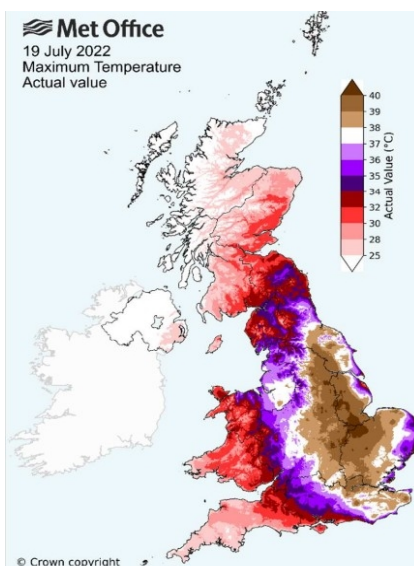 Met Office
19 July 2022
Maximum Temperature
Actual value
40
39
38
37
36
35
34
32
30
28
25
Actual Value (°C)
© Crown copyright